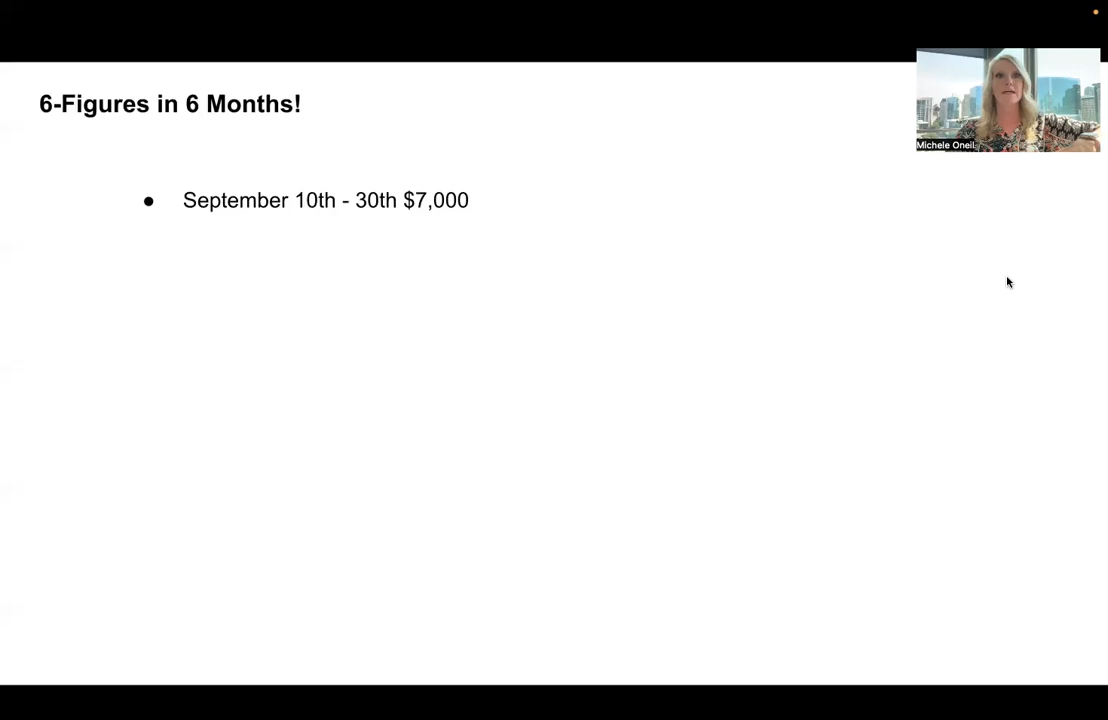 6-Figures in 6 Months!
Michele Oneil
● September 10th - 30th $7,000